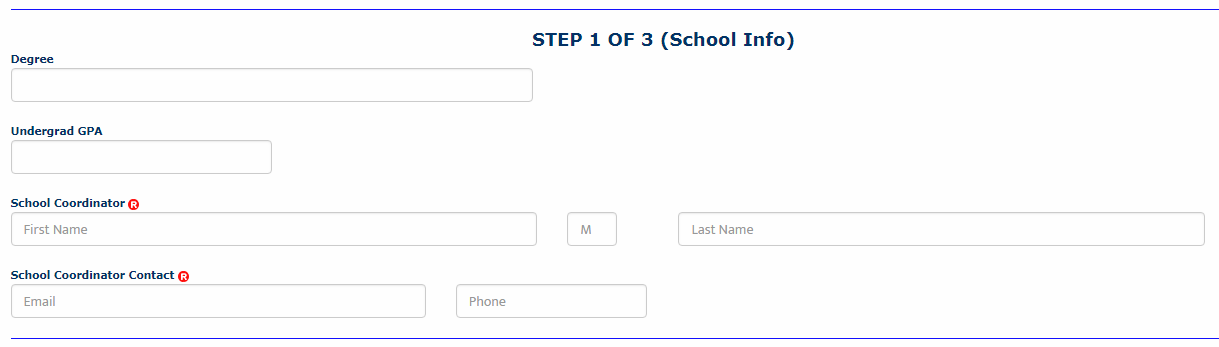 STEP 1 OF 3 (School Info)
Degree
Undergrad GPA
School Coordinator R
First Name M Last Name
School Coordinator Contact R
Email Phone